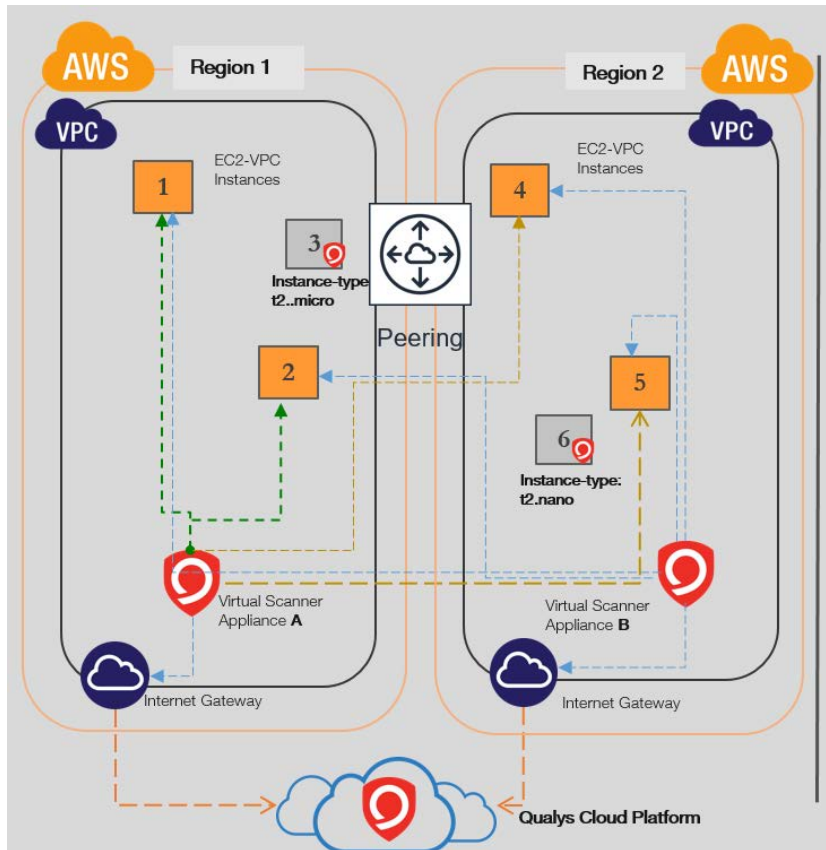 AWS
Region 1
Region 2
AWS
VPC
VPC
EC2-VPC
Instances
EC2-VPC
Instances
1
4
3
Instance-type
t2..micro
Peering
2
5
6
Instance-type:
t2.nano
Virtual Scanner
Appliance A
Virtual Scanner
Appliance B
Internet Gateway
Internet Gateway
Qualys Cloud Platform